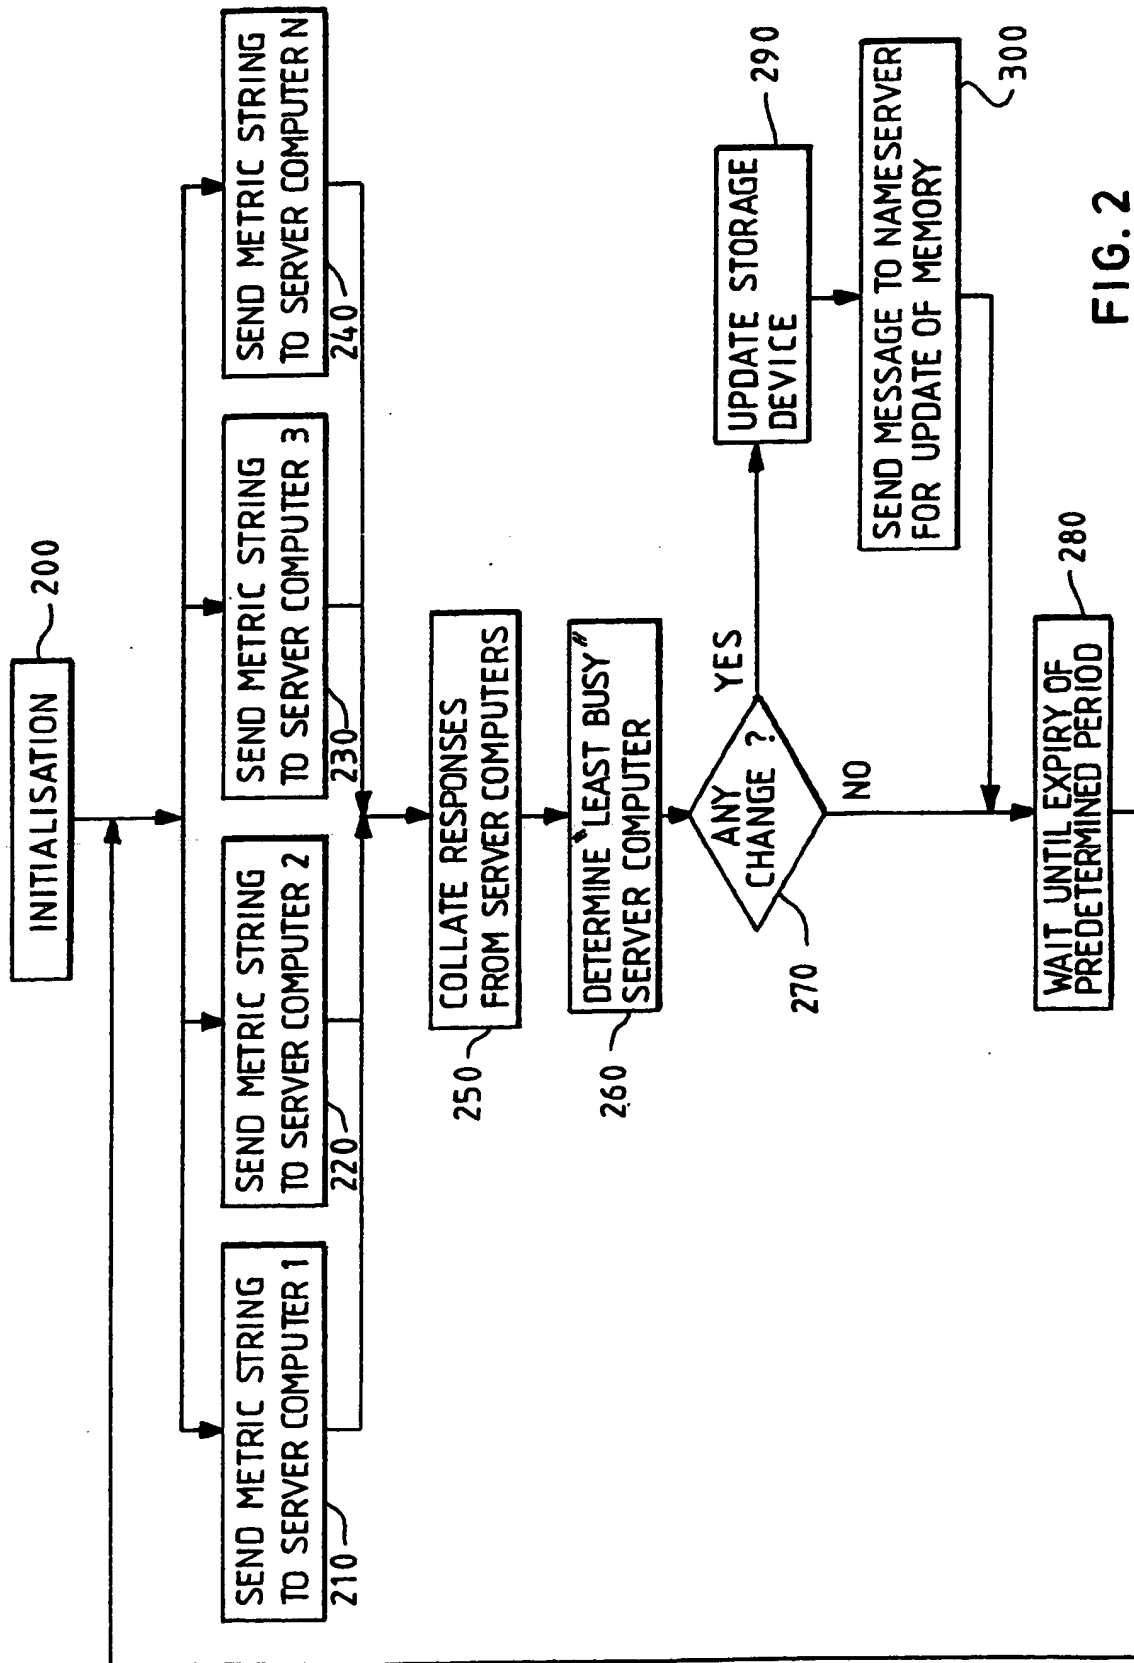 INITIALISATION
200
SEND METRIC STRING
TO SERVER COMPUTER 1
210
SEND METRIC STRING
TO SERVER COMPUTER 2
220
SEND METRIC STRING
TO SERVER COMPUTER 3
230
SEND METRIC STRING
TO SERVER COMPUTER N
240
COLLATE RESPONSES
FROM SERVER COMPUTERS
250
DETERMINE "LEAST BUSY"
SERVER COMPUTER
260
ANY
CHANGE ?
270
YES
NO
UPDATE STORAGE
DEVICE
290
SEND MESSAGE TO NAMESERVER
FOR UPDATE OF MEMORY
300
WAIT UNTIL EXPIRY OF
PREDETERMINED PERIOD
280
FIG. 2